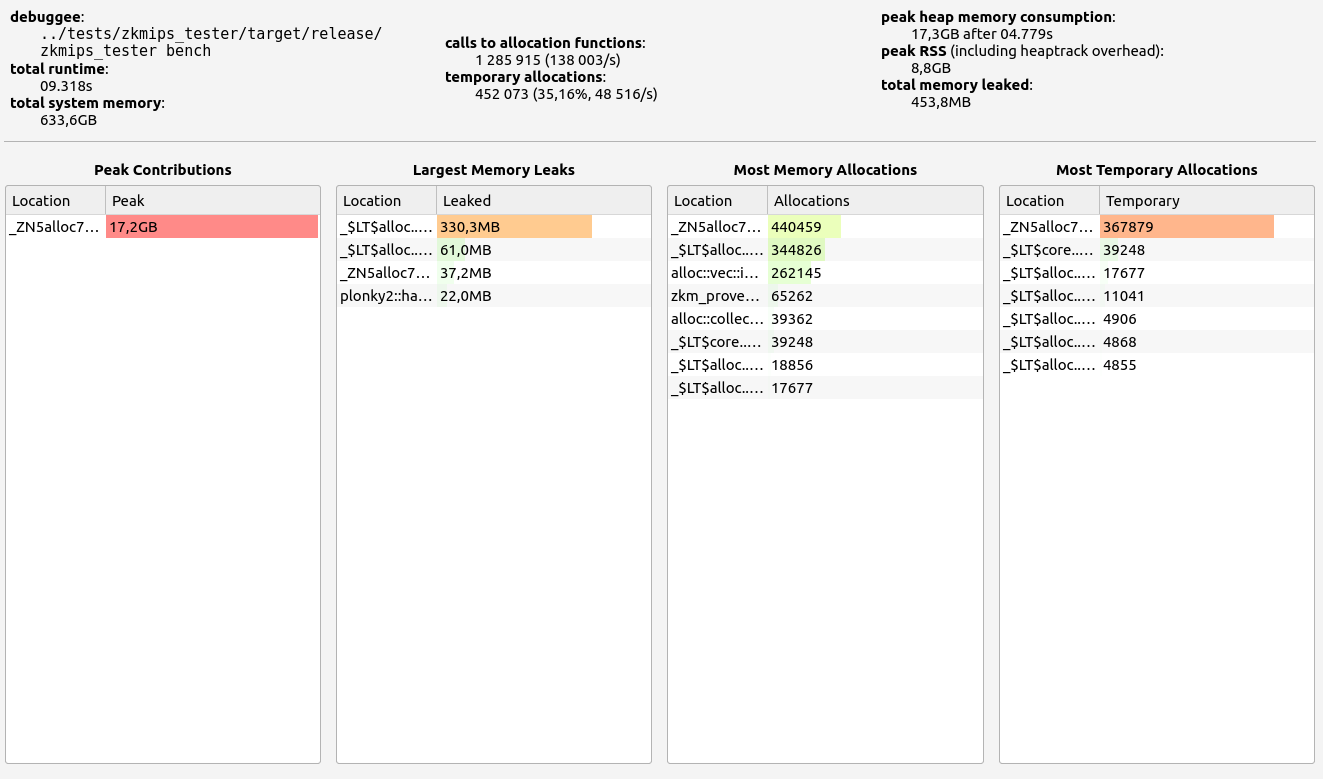 debuggee:
../tests/zkmips_tester/target/release/
zkmips_tester bench
total runtime:
09.318s
total system memory:
633,6GB
calls to allocation functions:
1 285 915 (138 003/s)
temporary allocations:
452 073 (35,16%, 48 516/s)
peak heap memory consumption:
17,3GB after 04.779s
peak RSS (including heaptrack overhead):
8,8GB
total memory leaked:
453,8MB
Peak Contributions
Location Peak
_ZN5alloc7... 17,2GB
Largest Memory Leaks
Location Leaked
_$LT$alloc..... 330,3MB
_$LT$alloc..... 61,0MB
_ZN5alloc7... 37,2MB
plonky2::ha... 22,0MB
Most Memory Allocations
Location Allocations
_ZN5alloc7... 440459
_$LT$alloc..... 344826
alloc::vec::i... 262145
zkm_prove... 65262
alloc::collec... 39362
_$LT$core..... 39248
_$LT$alloc..... 18856
_$LT$alloc..... 17677
Most Temporary Allocations
Location Temporary
_ZN5alloc7... 367879
_$LT$core..... 39248
_$LT$alloc..... 17677
_$LT$alloc..... 11041
_$LT$alloc..... 4906
_$LT$alloc..... 4868
_$LT$alloc..... 4855